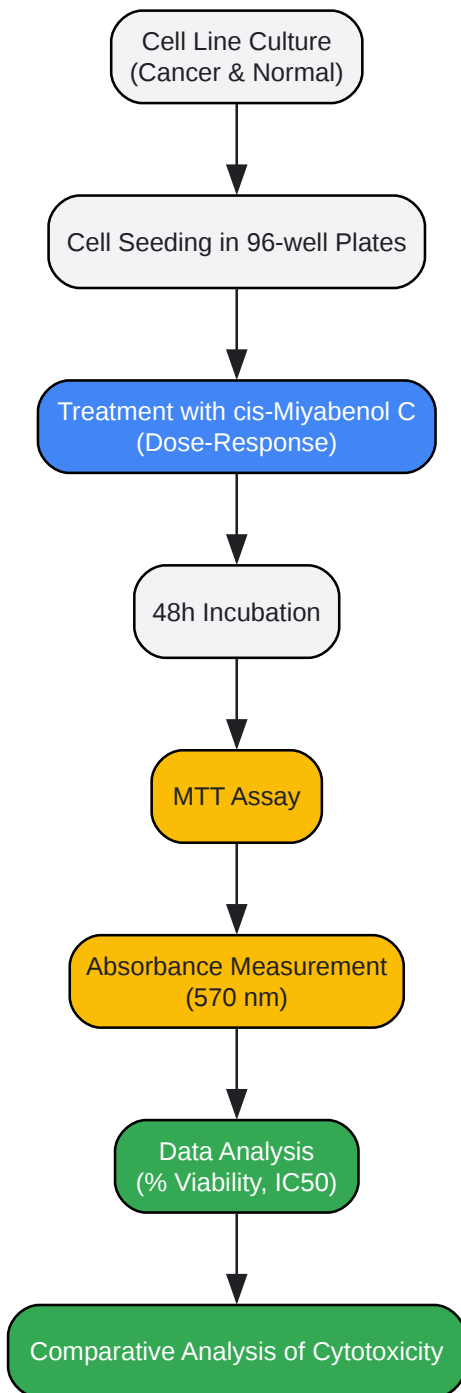 Cell Line Culture
(Cancer & Normal)
Cell Seeding in 96-well Plates
Treatment with cis-Miyabenol C
(Dose-Response)
48h Incubation
MTT Assay
Absorbance Measurement
(570 nm)
Data Analysis
(% Viability, IC50)
Comparative Analysis of Cytotoxicity